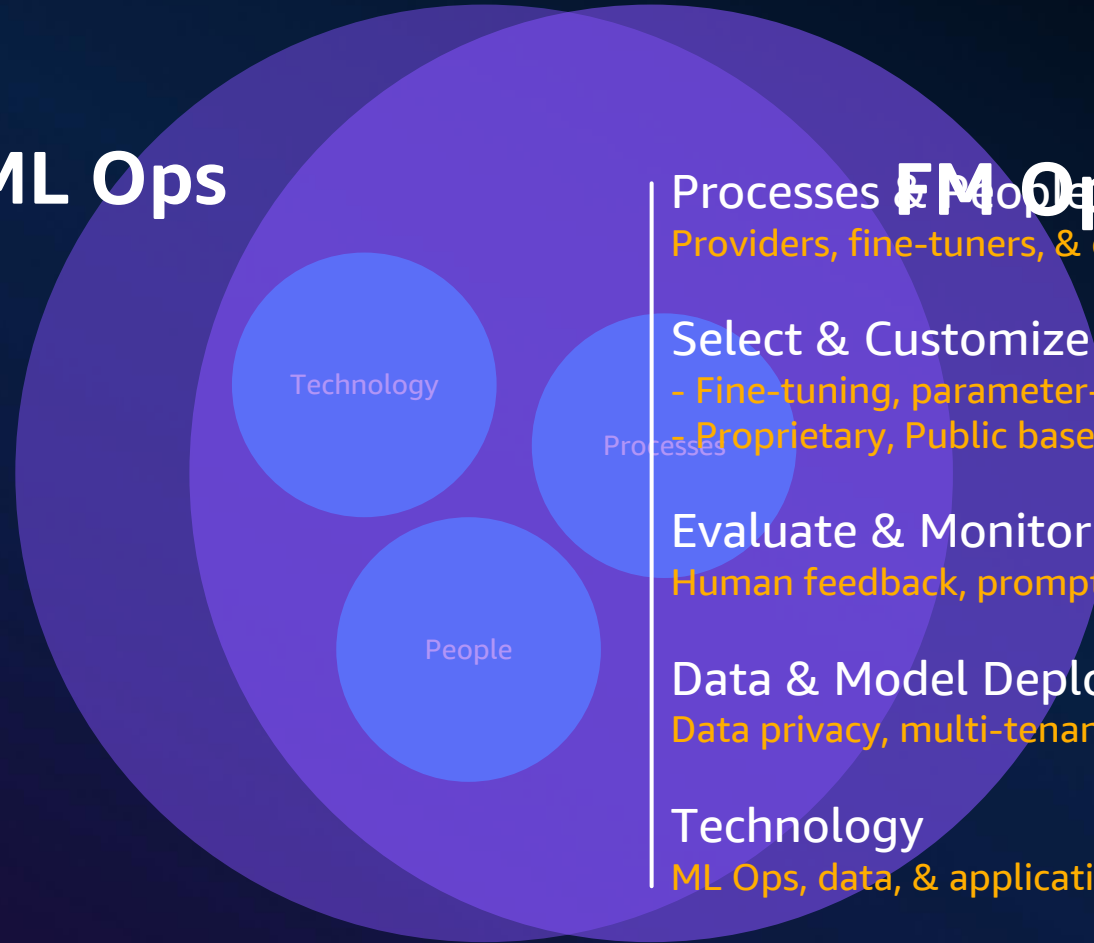 ML Ops
FM Op
Technology
Processes
People
Processes & People
Providers, fine-tuners, &
Select & Customize
- Fine-tuning, parameter-
- Proprietary, Public base
Evaluate & Monitor
Human feedback, prompt
Data & Model Deplo
Data privacy, multi-tenan
Technology
ML Ops, data, & applicati